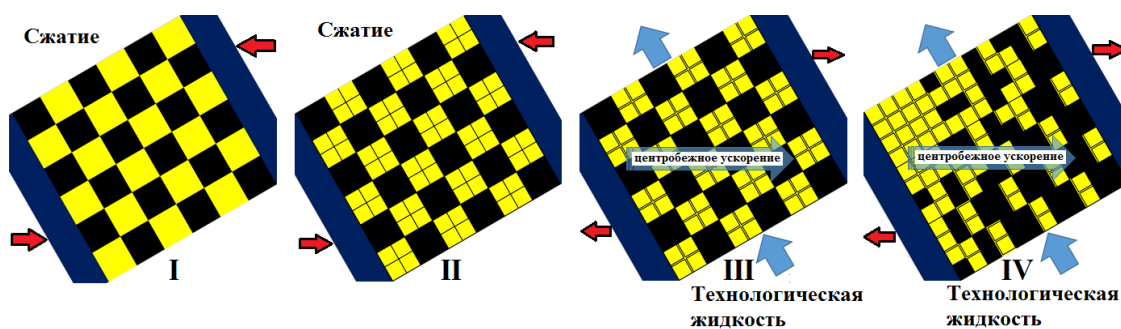 Сжатие
Сжатие
центробежное ускорение
центробежное ускорение
I
II
III
IV
Технологическая
жидкость
Технологическая
жидкость